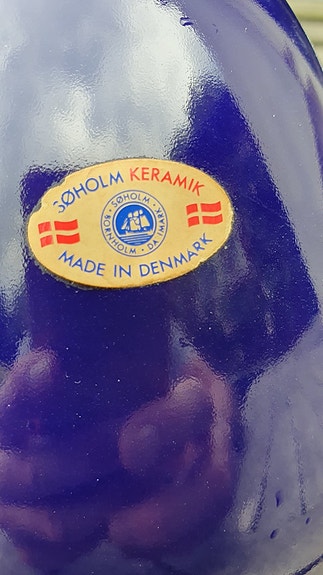 SØHOLM KERAMIK
SØHOLM · DANMARK · BORNHOLM ·
MADE IN DENMARK